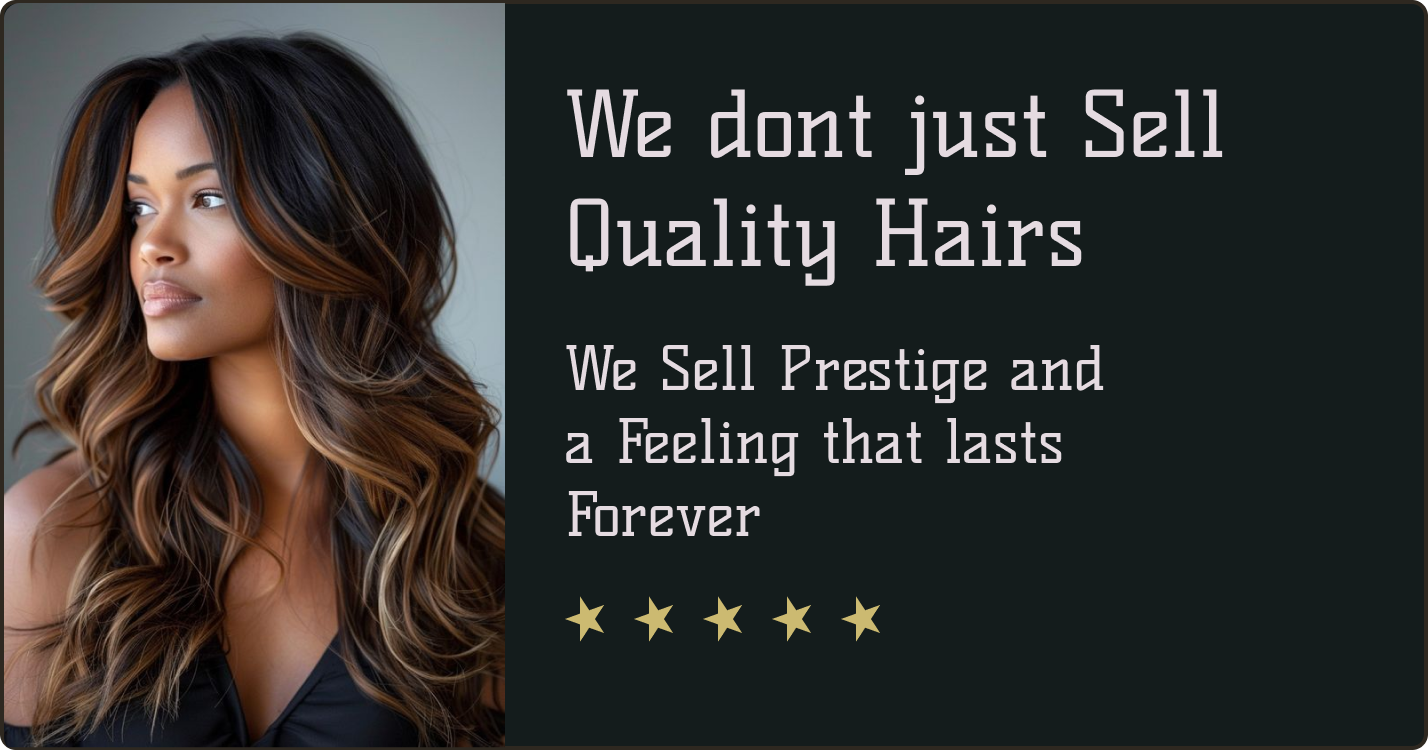 We dont just Sell
Quality Hairs
We Sell Prestige and
a Feeling that lasts
Forever